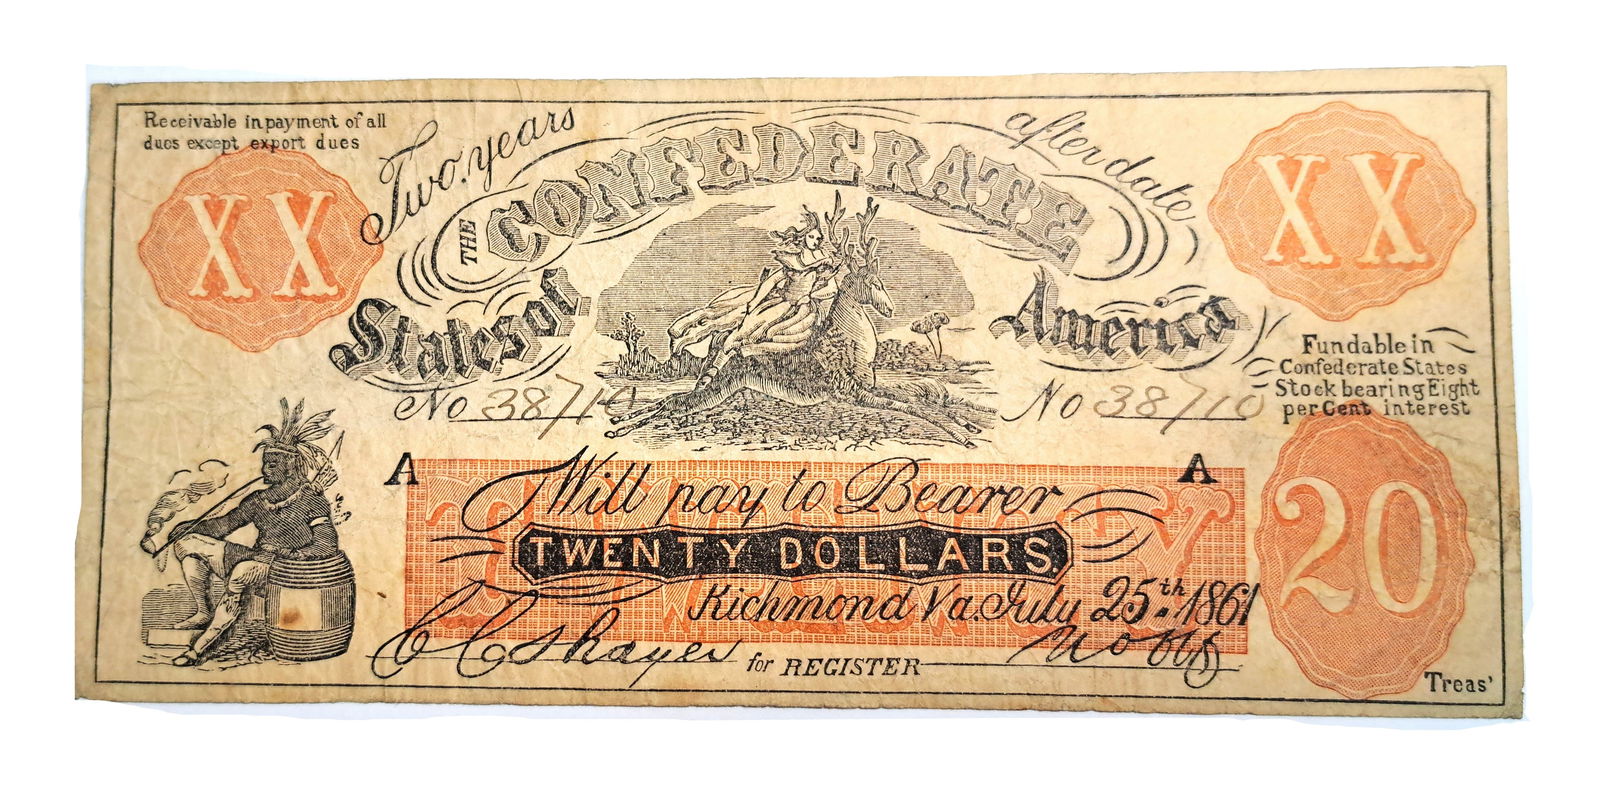 Receivable in payment of all
dues except export dues
Two years after date
XX
XX
THE CONFEDERATE
States of America
Fundable in
Confederate States
Stock bearing Eight
per Cent interest
No 38710
No 38710
A
A
TWENTY
Will pay to Bearer
TWENTY DOLLARS
20
Richmond Va. July 25th. 1861
for REGISTER
Treas'